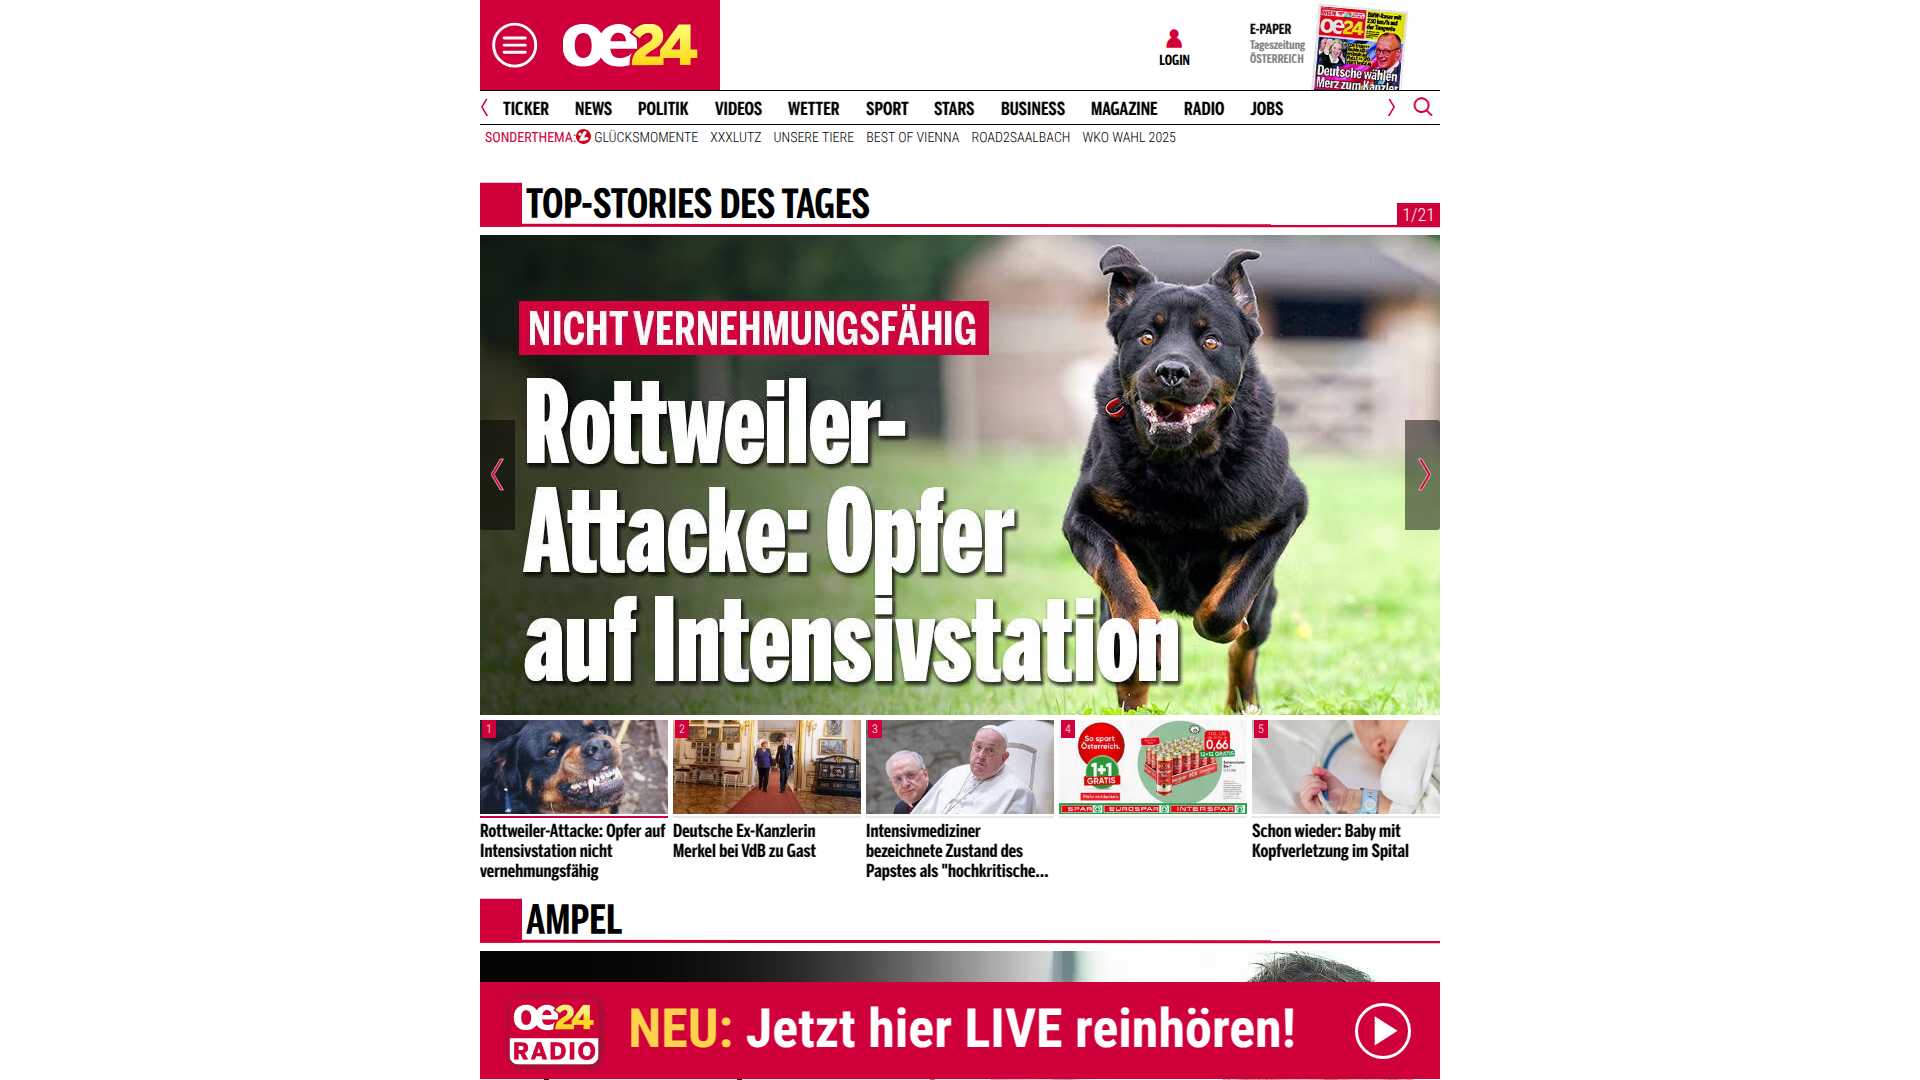 oe24
LOGIN
E-PAPER
Tageszeitung
ÖSTERREICH
oe24
Deutsche wählen
Merz zum Kanzler
TICKER NEWS POLITIK VIDEOS WETTER SPORT STARS BUSINESS MAGAZINE RADIO JOBS
SONDERTHEMA: GLÜCKSMOMENTE XXXLUTZ UNSERE TIERE BEST OF VIENNA ROAD2SAALBACH WKO WAHL 2025
TOP-STORIES DES TAGES
1/21
NICHT VERNEHMUNGSFÄHIG
Rottweiler-
Attacke: Opfer
auf Intensivstation
1
2
3
4
So spart
Österreich.
1+1
GRATIS
0,66
12+12 GRATIS
SPAR EUROSPAR INTERSPAR
5
Rottweiler-Attacke: Opfer auf
Intensivstation nicht
vernehmungsfähig
Deutsche Ex-Kanzlerin
Merkel bei VdB zu Gast
Intensivmediziner
bezeichnete Zustand des
Papstes als "hochkritische...
Schon wieder: Baby mit
Kopfverletzung im Spital
AMPEL
oe24
RADIO
NEU: Jetzt hier LIVE reinhören!